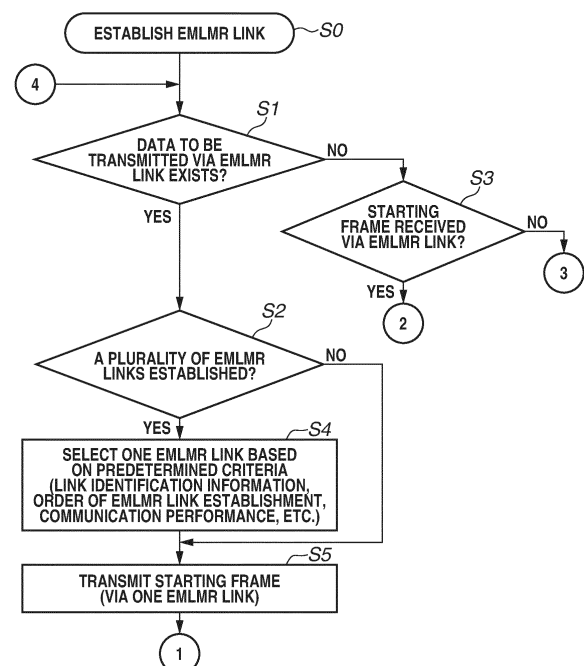 ESTABLISH EMLMR LINK
S0
4
S1
DATA TO BE
TRANSMITTED VIA EMLMR
LINK EXISTS?
NO
YES
S3
STARTING
FRAME RECEIVED
VIA EMLMR LINK?
NO
3
YES
2
S2
A PLURALITY OF EMLMR
LINKS ESTABLISHED?
NO
YES
S4
SELECT ONE EMLMR LINK BASED
ON PREDETERMINED CRITERIA
(LINK IDENTIFICATION INFORMATION,
ORDER OF EMLMR LINK ESTABLISHMENT,
COMMUNICATION PERFORMANCE, ETC.)
S5
TRANSMIT STARTING FRAME
(VIA ONE EMLMR LINK)
1